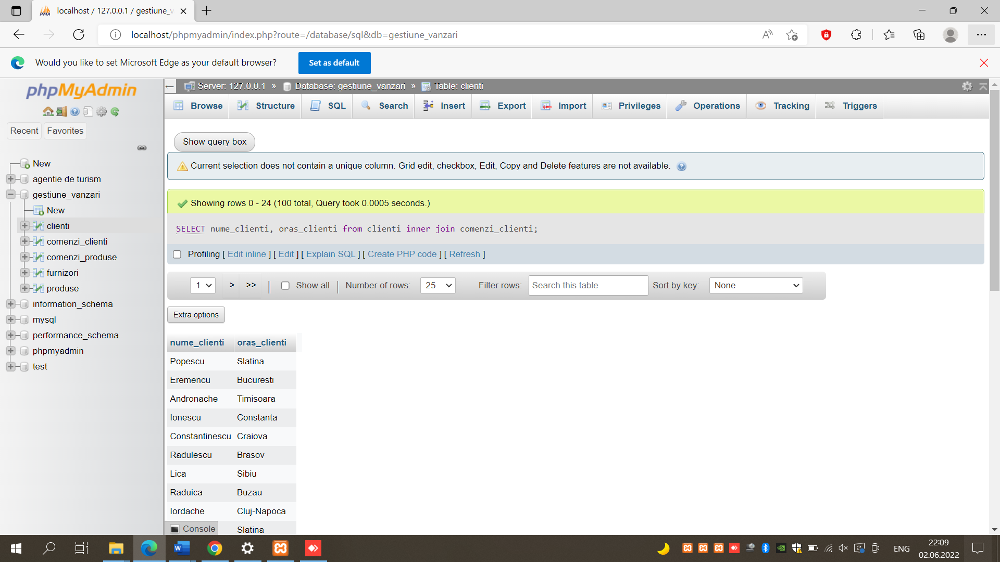 localhost / 127.0.0.1 / gestiune_v
localhost/phpmyadmin/index.php?route=/database/sql&db=gestiune_vanzari
Would you like to set Microsoft Edge as your default browser?
Set as default
phpMyAdmin
Recent
Favorites
New
agentie de turism
gestiune_vanzari
New
clienti
comenzi_clienti
comenzi_produse
furnizori
produse
information_schema
mysql
performance_schema
phpmyadmin
test
Server: 127.0.0.1 » Database: gestiune_vanzari » Table: clienti
Browse Structure SQL Search Insert Export Import Privileges Operations Tracking Triggers
Show query box
Current selection does not contain a unique column. Grid edit, checkbox, Edit, Copy and Delete features are not available.
Showing rows 0 - 24 (100 total, Query took 0.0005 seconds.)
SELECT nume_clienti, oras_clienti from clienti inner join comenzi_clienti;
Profiling [ Edit inline ] [ Edit ] [ Explain SQL ] [ Create PHP code ] [ Refresh ]
1 > >> Show all Number of rows: 25 Filter rows: Search this table Sort by key: None
Extra options
nume_clienti oras_clienti
Popescu Slatina
Eremencu Bucuresti
Andronache Timisoara
Ionescu Constanta
Constantinescu Craiova
Radulescu Brasov
Lica Sibiu
Raduica Buzau
Iordache Cluj-Napoca
Slatina
Console
ENG
22:09
02.06.2022